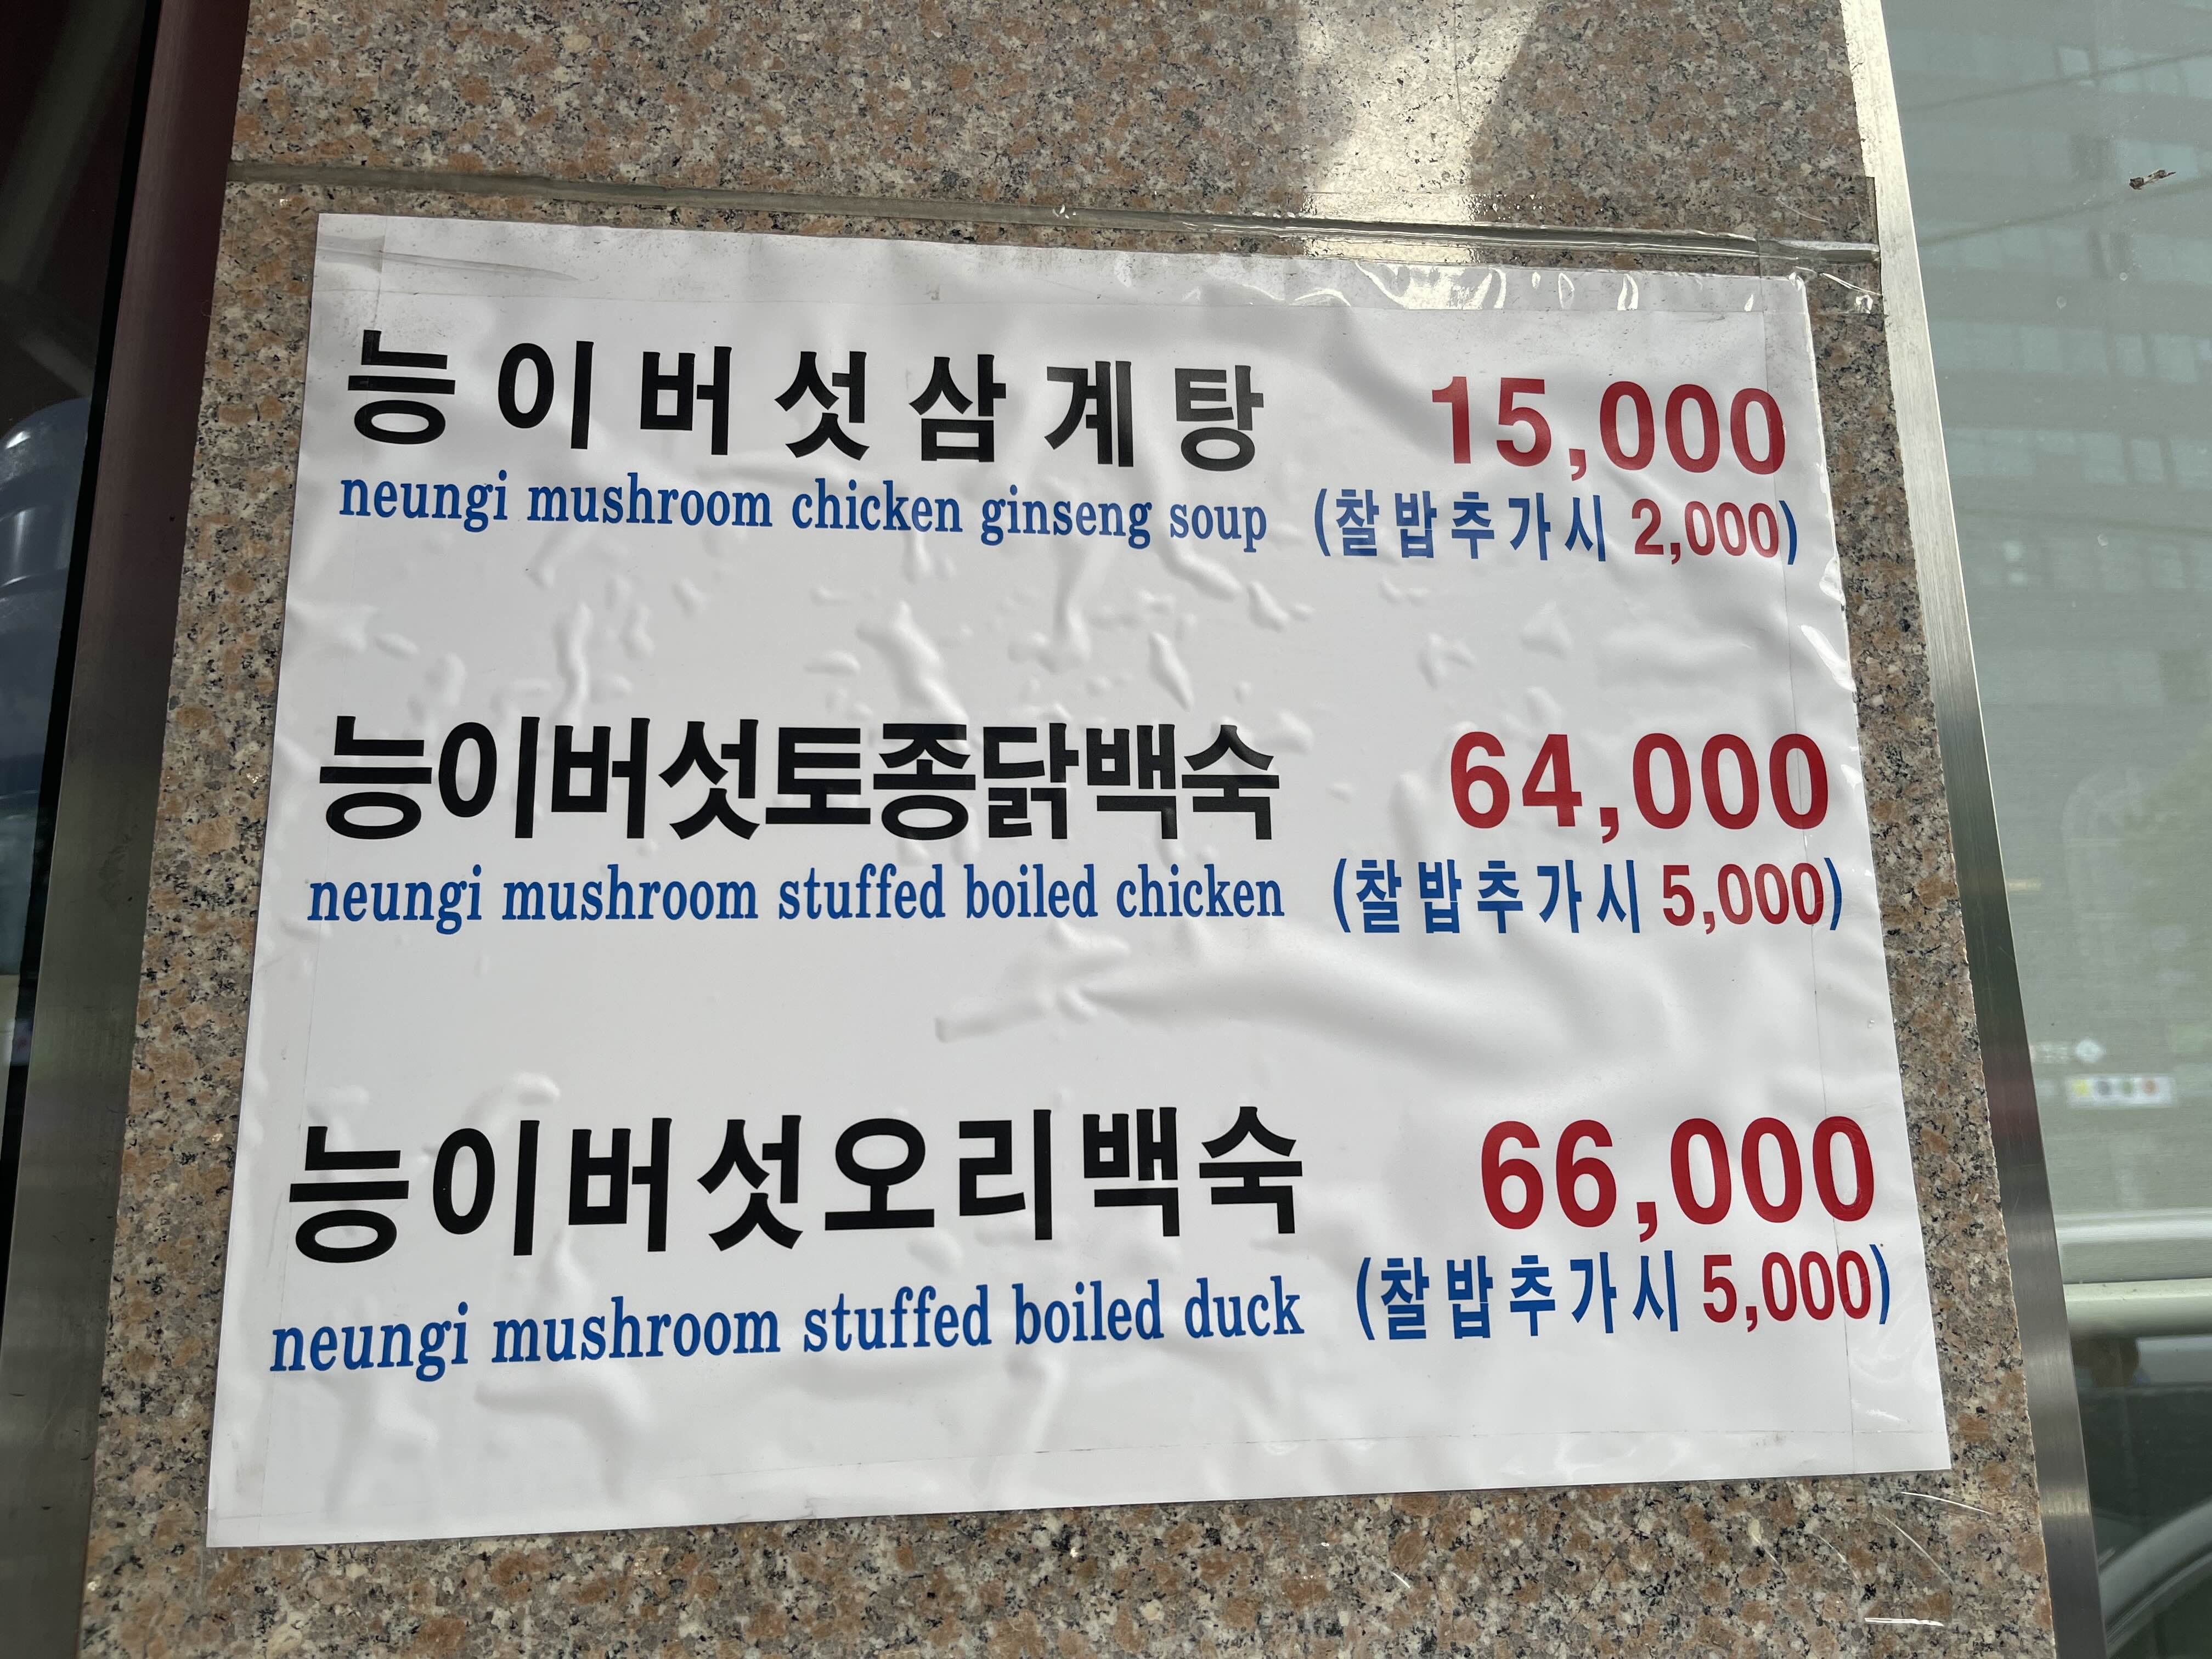 능이버섯삼계탕 15,000
neungi mushroom chicken ginseng soup (찰밥추가시 2,000)
능이버섯토종닭백숙 64,000
neungi mushroom stuffed boiled chicken (찰밥추가시 5,000)
능이버섯오리백숙 66,000
neungi mushroom stuffed boiled duck (찰밥추가시 5,000)